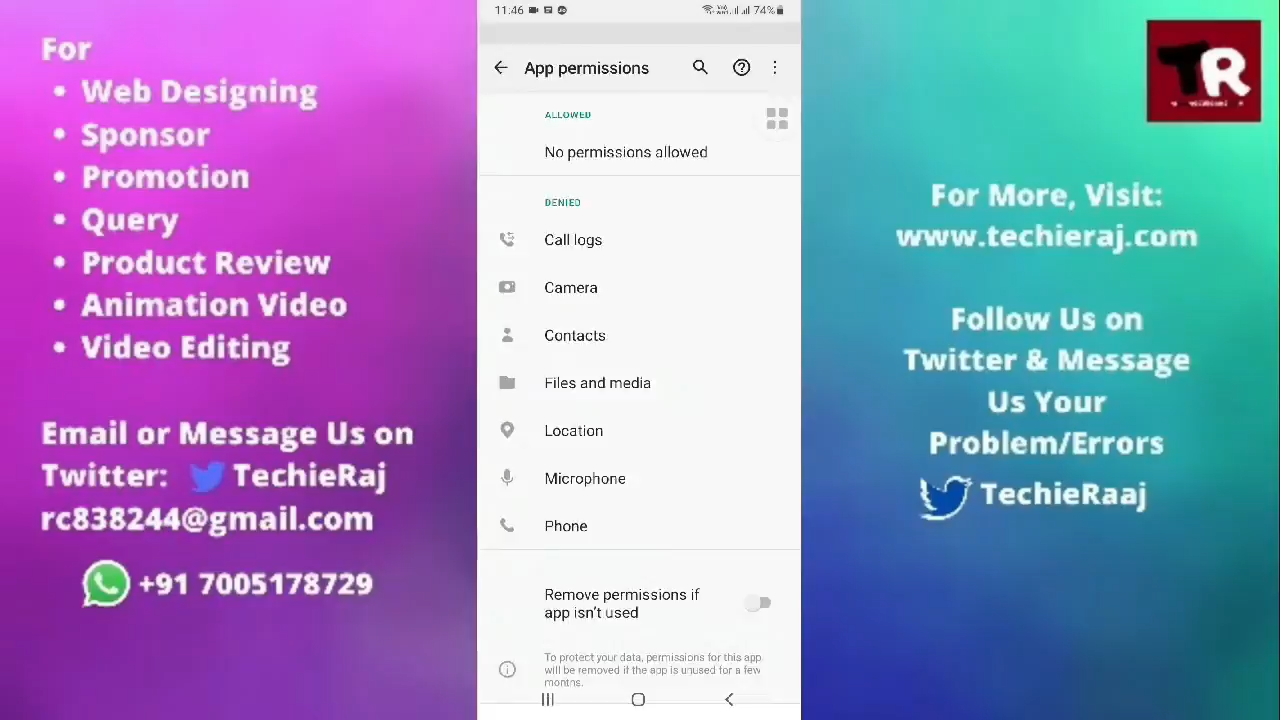 For
• Web Designing
• Sponsor
• Promotion
• Query
• Product Review
• Animation Video
• Video Editing
Email or Message Us on
Twitter: TechieRaj
rc838244@gmail.com
+91 7005178729
11:46
74%
App permissions
ALLOWED
No permissions allowed
DENIED
Call logs
Camera
Contacts
Files and media
Location
Microphone
Phone
Remove permissions if
app isn't used
To protect your data, permissions for this app
will be removed if the app is unused for a few
months.
TR
For More, Visit:
www.techieraj.com
Follow Us on
Twitter & Message
Us Your
Problem/Errors
TechieRaaj